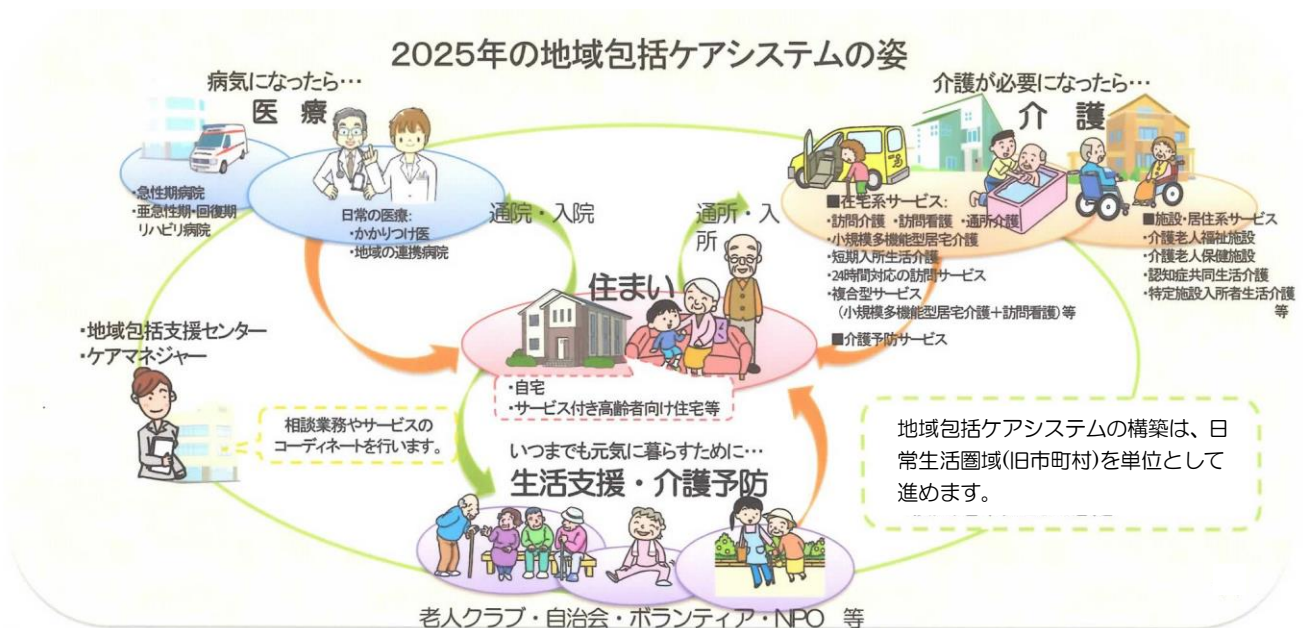 2025年の地域包括ケアシステムの姿
病気になったら…
医 療
・急性期病院
・亜急性期・回復期
リハビリ病院
日常の医療:
・かかりつけ医
・地域の連携病院
通院・入院
通所・入
所
介護が必要になったら…
介 護
■在宅系サービス:
・訪問介護 ・訪問看護 ・通所介護
・小規模多機能型居宅介護
・短期入所生活介護
・24時間対応の訪問サービス
・複合型サービス
（小規模多機能型居宅介護＋訪問看護）等
■介護予防サービス
■施設・居住系サービス
・介護老人福祉施設
・介護老人保健施設
・認知症共同生活介護
・特定施設入所者生活介護
等
住まい
・自宅
・サービス付き高齢者向け住宅等
・地域包括支援センター
・ケアマネジャー
相談業務やサービスの
コーディネートを行います。
いつまでも元気に暮らすために…
生活支援・介護予防
老人クラブ・自治会・ボランティア・NPO 等
地域包括ケアシステムの構築は、日
常生活圏域(旧市町村)を単位として
進めます。